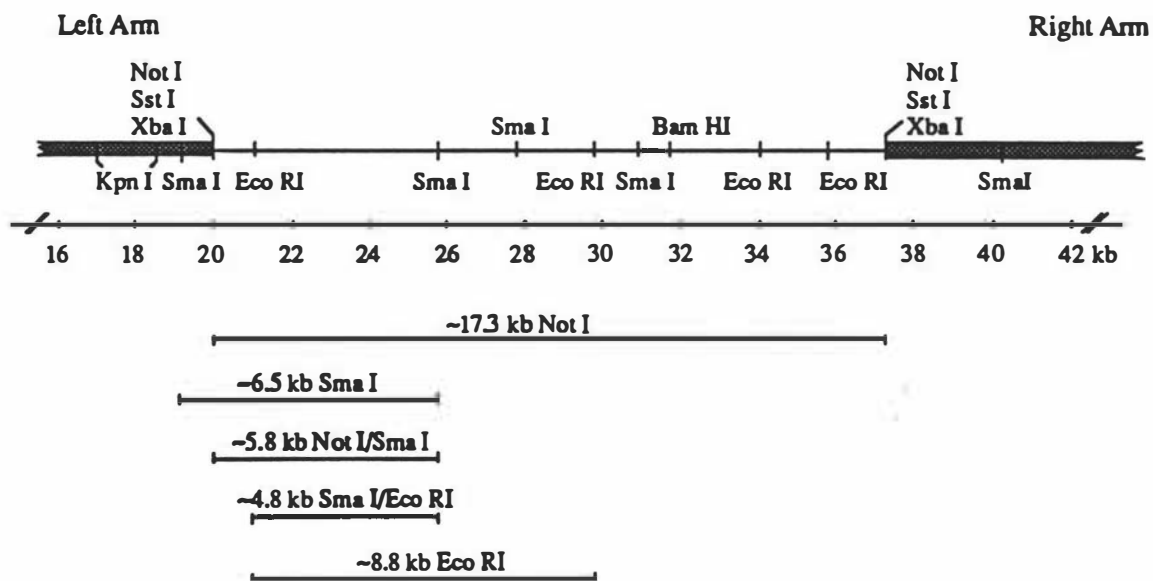 Left Arm Right Arm
Not I Not I
Sst I Sst I
Xba I Sma I Bam HI Xba I
Kpn I Sma I Eco RI Sma I Eco RI Sma I Eco RI Eco RI SmaI
16 18 20 22 24 26 28 30 32 34 36 38 40 42 kb
~17.3 kb Not I
~6.5 kb Sma I
~5.8 kb Not I/Sma I
~4.8 kb Sma I/Eco RI
~8.8 kb Eco RI